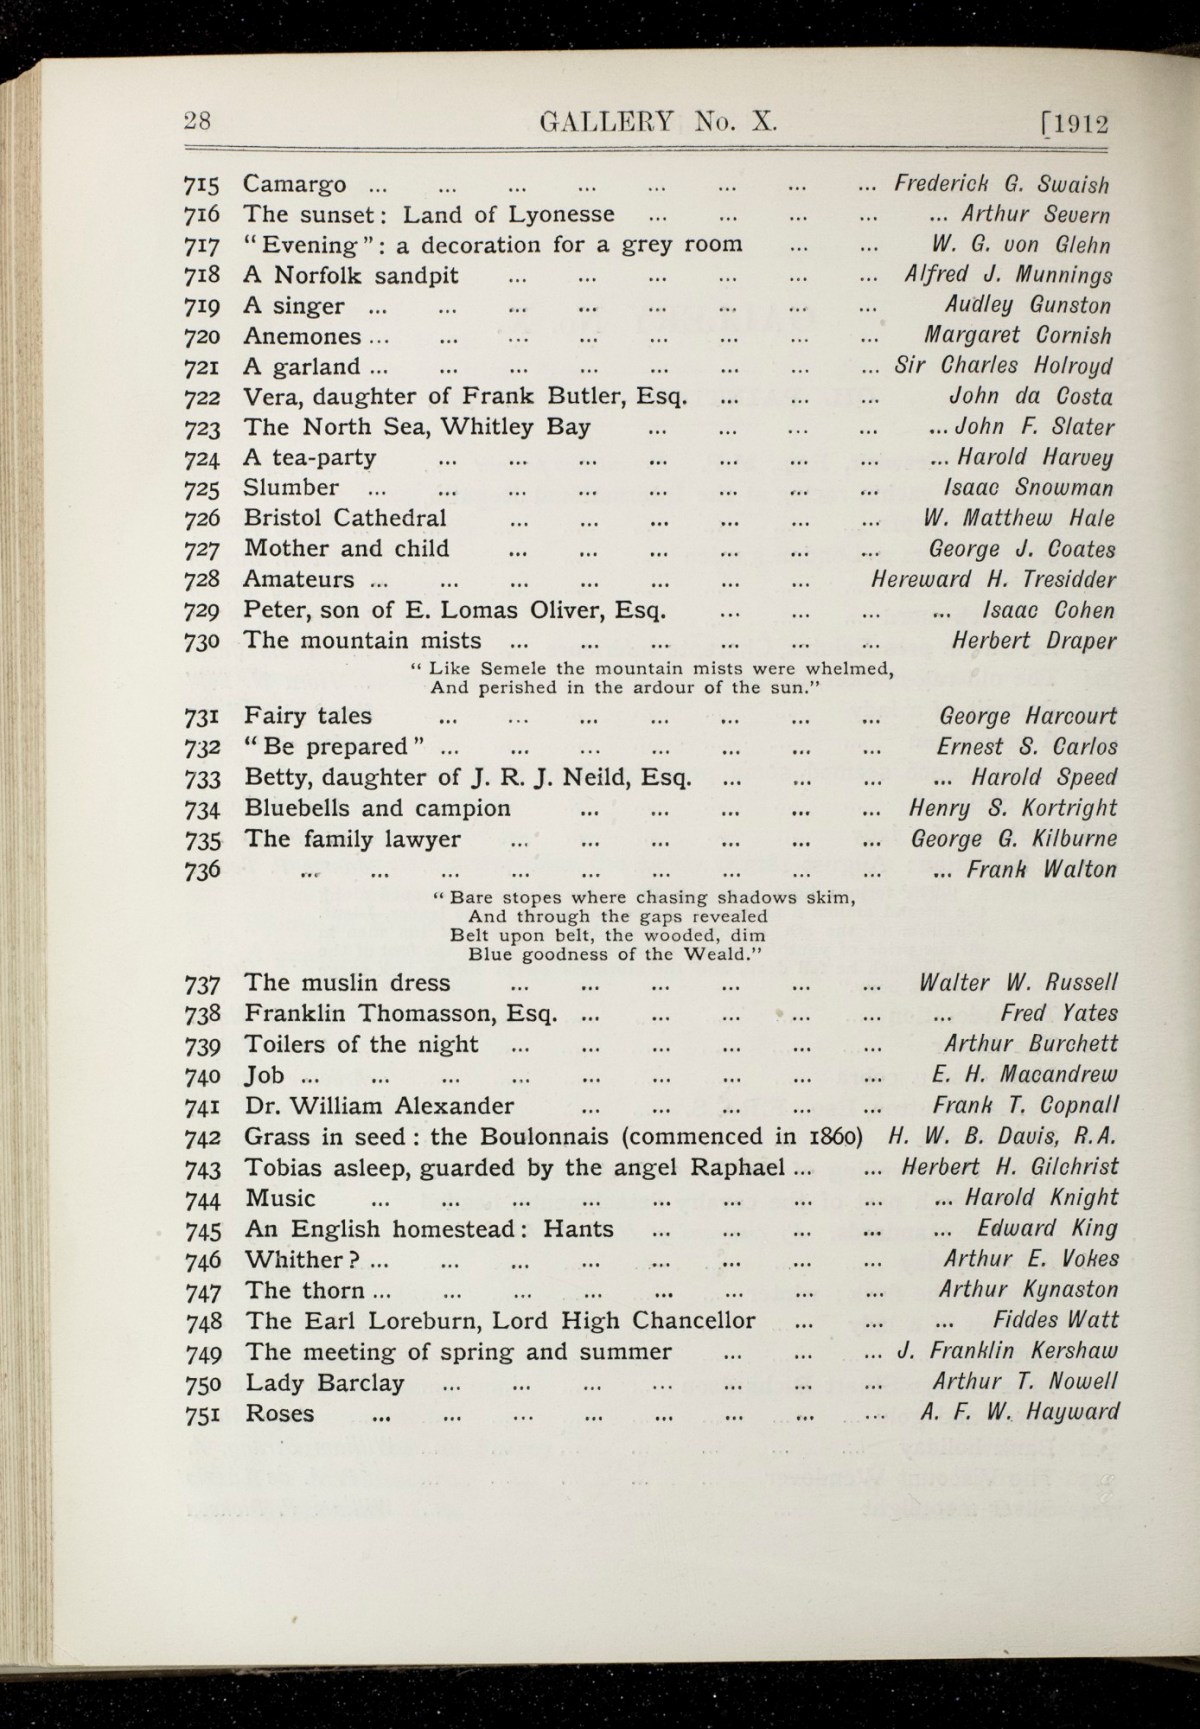 28 GALLERY No. X. [1912
715 Camargo ... ... ... ... ... ... ... ... Frederick G. Swaish
716 The sunset: Land of Lyonesse ... ... ... ... ... Arthur Severn
717 “Evening”: a decoration for a grey room ... ... W. G. von Glehn
718 A Norfolk sandpit ... ... ... ... ... ... Alfred J. Munnings
719 A singer ... ... ... ... ... ... ... ... Audley Gunston
720 Anemones ... ... ... ... ... ... ... ... Margaret Cornish
721 A garland ... ... ... ... ... ... ... ... Sir Charles Holroyd
722 Vera, daughter of Frank Butler, Esq. ... ... ... John da Costa
723 The North Sea, Whitley Bay ... ... ... ... ... John F. Slater
724 A tea-party ... ... ... ... ... ... ... ... Harold Harvey
725 Slumber ... ... ... ... ... ... ... ... Isaac Snowman
726 Bristol Cathedral ... ... ... ... ... ... W. Matthew Hale
727 Mother and child ... ... ... ... ... ... George J. Coates
728 Amateurs ... ... ... ... ... ... ... Hereward H. Tresidder
729 Peter, son of E. Lomas Oliver, Esq. ... ... ... ... Isaac Cohen
730 The mountain mists ... ... ... ... ... ... Herbert Draper
“Like Semele the mountain mists were whelmed,
And perished in the ardour of the sun.”
731 Fairy tales ... ... ... ... ... ... ... George Harcourt
732 “Be prepared” ... ... ... ... ... ... ... Ernest S. Carlos
733 Betty, daughter of J. R. J. Neild, Esq. ... ... ... ... Harold Speed
734 Bluebells and campion ... ... ... ... ... Henry S. Kortright
735 The family lawyer ... ... ... ... ... ... George G. Kilburne
736 ... ... ... ... ... ... ... ... ... ... Frank Walton
“Bare stopes where chasing shadows skim,
And through the gaps revealed
Belt upon belt, the wooded, dim
Blue goodness of the Weald.”
737 The muslin dress ... ... ... ... ... ... Walter W. Russell
738 Franklin Thomasson, Esq. ... ... ... ... ... ... Fred Yates
739 Toilers of the night ... ... ... ... ... ... Arthur Burchett
740 Job ... ... ... ... ... ... ... ... ... E. H. Macandrew
741 Dr. William Alexander ... ... ... ... ... Frank T. Copnall
742 Grass in seed: the Boulonnais (commenced in 1860) H. W. B. Davis, R.A.
743 Tobias asleep, guarded by the angel Raphael ... ... Herbert H. Gilchrist
744 Music ... ... ... ... ... ... ... ... ... Harold Knight
745 An English homestead: Hants ... ... ... ... ... Edward King
746 Whither? ... ... ... ... ... ... ... ... Arthur E. Vokes
747 The thorn ... ... ... ... ... ... ... ... Arthur Kynaston
748 The Earl Loreburn, Lord High Chancellor ... ... ... Fiddes Watt
749 The meeting of spring and summer ... ... ... J. Franklin Kershaw
750 Lady Barclay ... ... ... ... ... ... ... Arthur T. Nowell
751 Roses ... ... ... ... ... ... ... ... A. F. W. Hayward